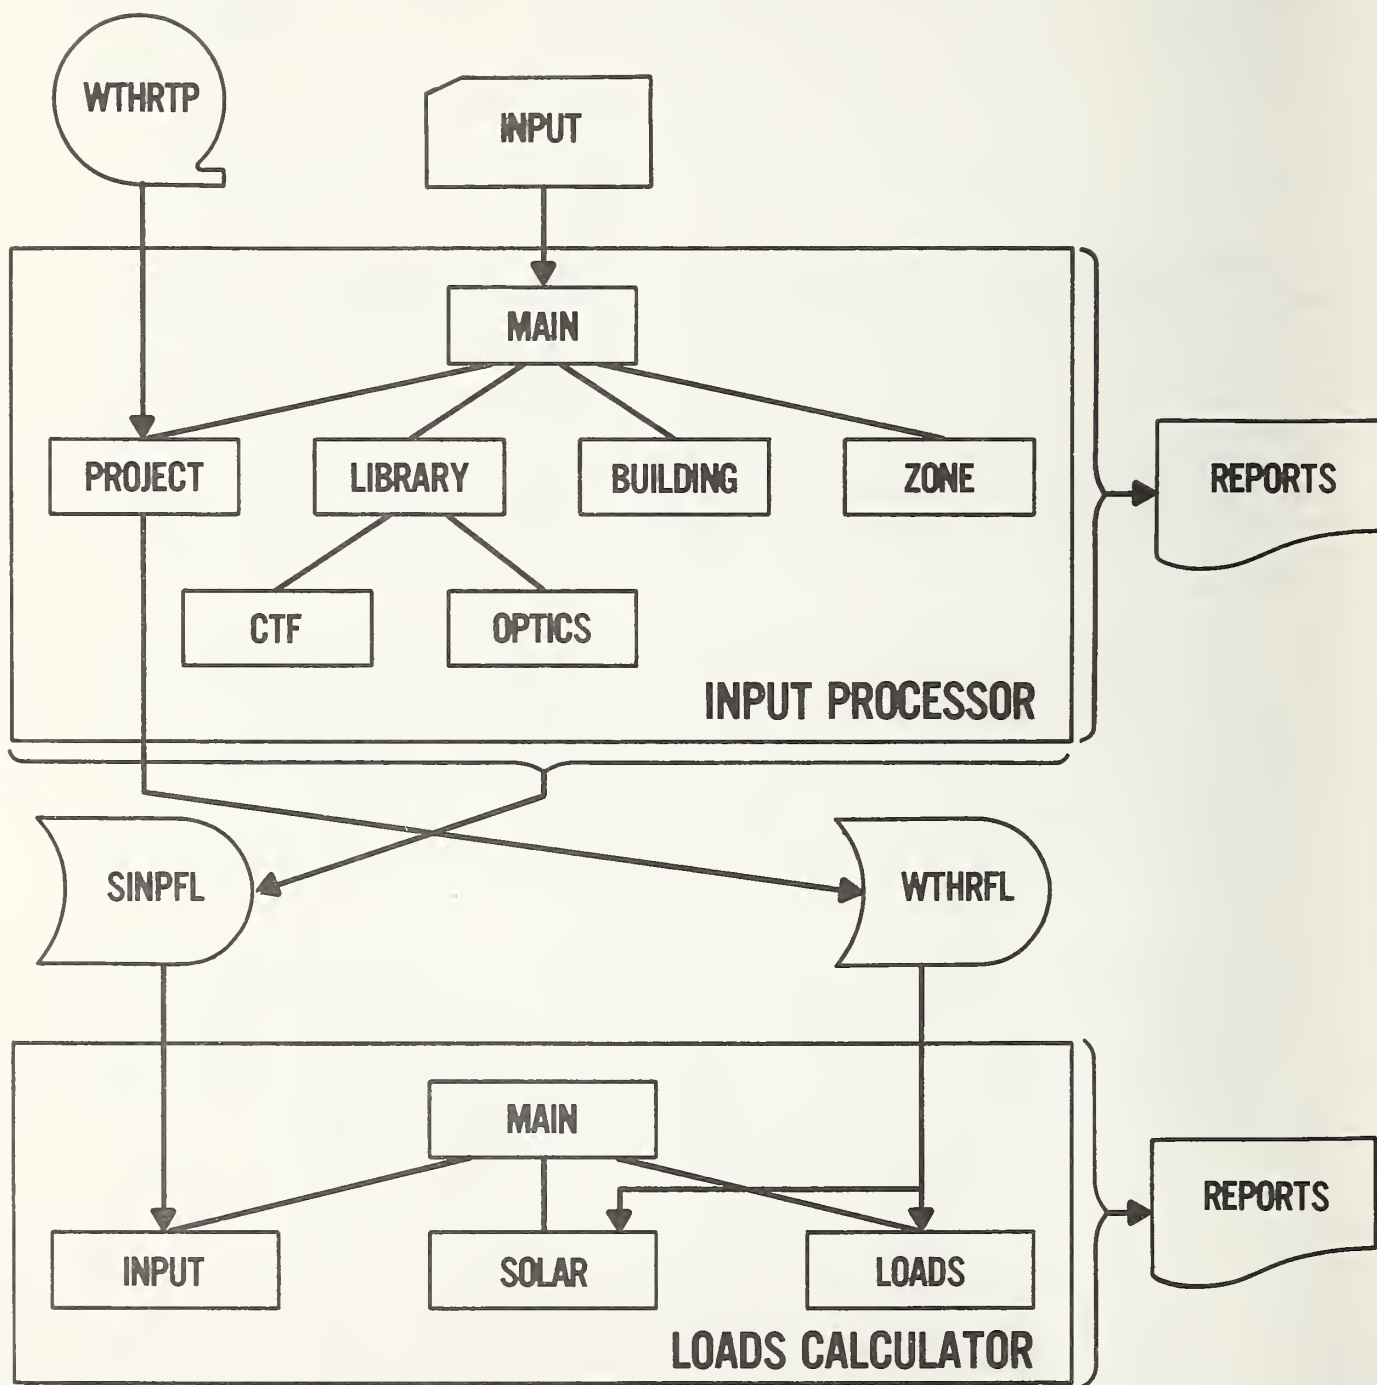 WTHRTP
INPUT
MAIN
PROJECT
LIBRARY
BUILDING
ZONE
REPORTS
CTF
OPTICS
INPUT PROCESSOR
SINPFL
WTHRFL
MAIN
REPORTS
INPUT
SOLAR
LOADS
LOADS CALCULATOR